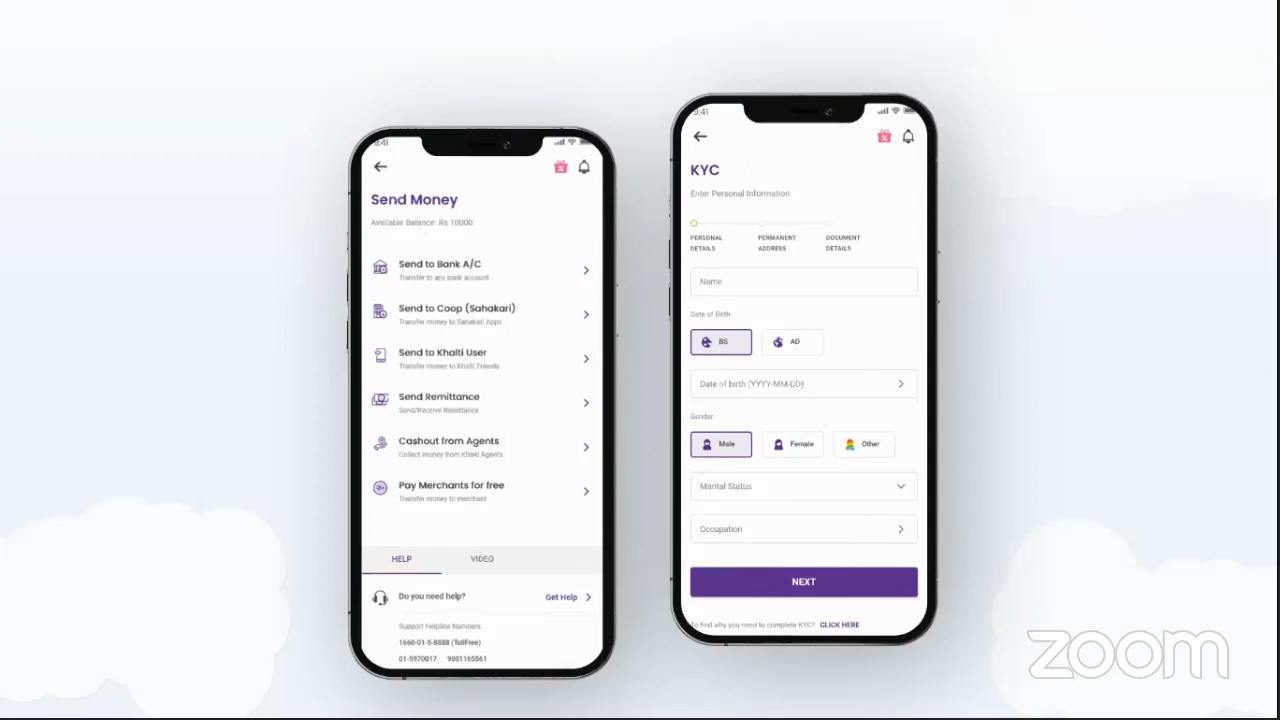 9:41
Send Money
Available Balance: Rs 10000
Send to Bank A/C
Transfer to any bank account
Send to Coop (Sahakari)
Transfer money to Sahakari Apps
Send to Khalti User
Transfer money to Khalti Friends
Send Remittance
Send/Receive Remittance
Cashout from Agents
Collect money from Khalti Agents
Pay Merchants for free
Transfer money to merchant
HELP VIDEO
Do you need help? Get Help
Support Helpline Numbers
1660-01-5-8888 (TollFree)
01-5970017 9801165561
9:41
KYC
Enter Personal Information
PERSONAL DETAILS
PERMANENT ADDRESS
DOCUMENT DETAILS
Name
Date of Birth
BS AD
Date of birth (YYYY-MM-DD)
Gender
Male Female Other
Marital Status
Occupation
NEXT
To find why you need to complete KYC? CLICK HERE
zoom